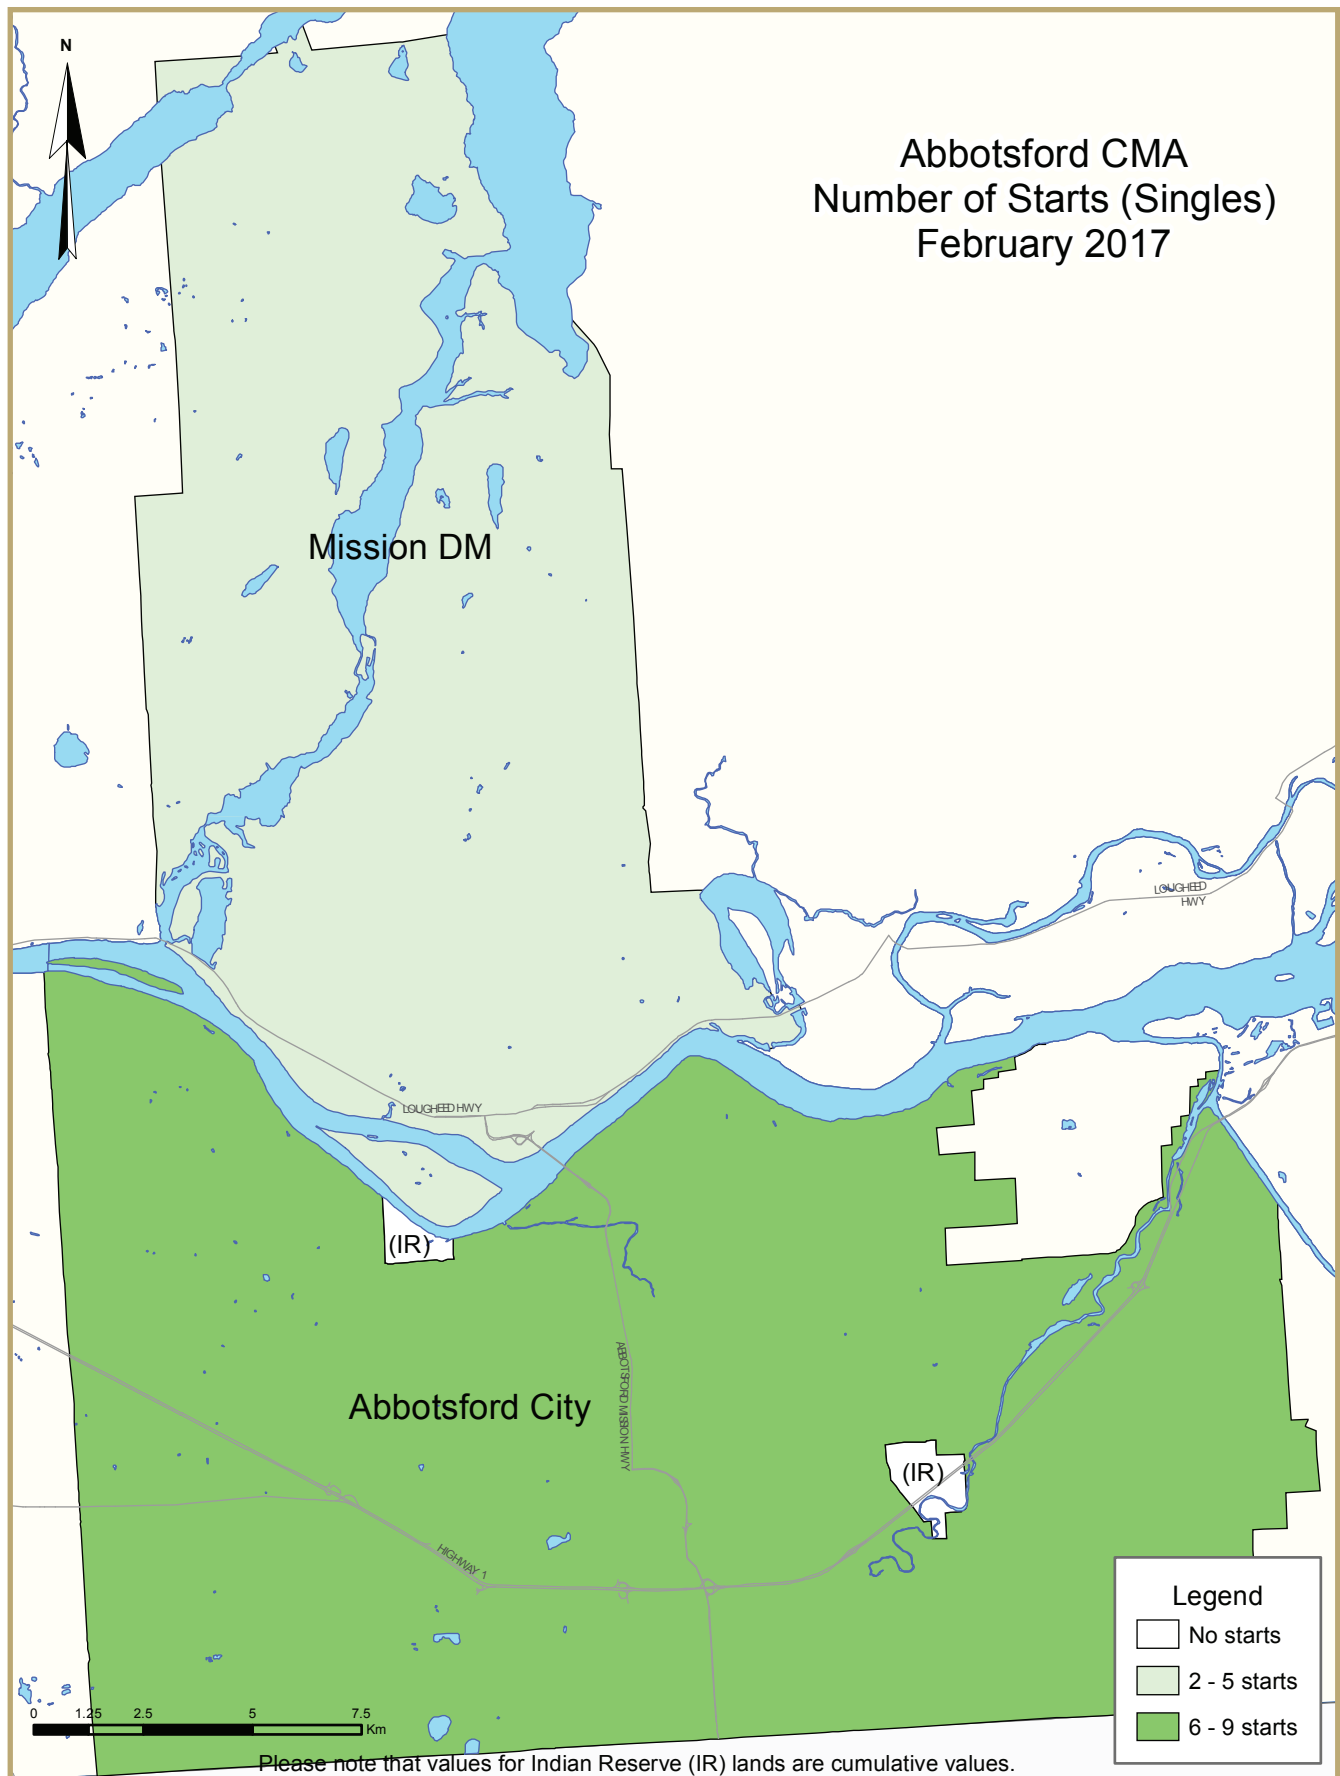 N
Abbotsford CMA
Number of Starts (Singles)
February 2017
Mission DM
LOUGHEED
HWY
LOUGHEED HWY
(IR)
ABBOTSFORD MISSION HWY
Abbotsford City
(IR)
HIGHWAY 1
Legend
No starts
2 - 5 starts
6 - 9 starts
0 1.25 2.5 5 7.5
Km
Please note that values for Indian Reserve (IR) lands are cumulative values.